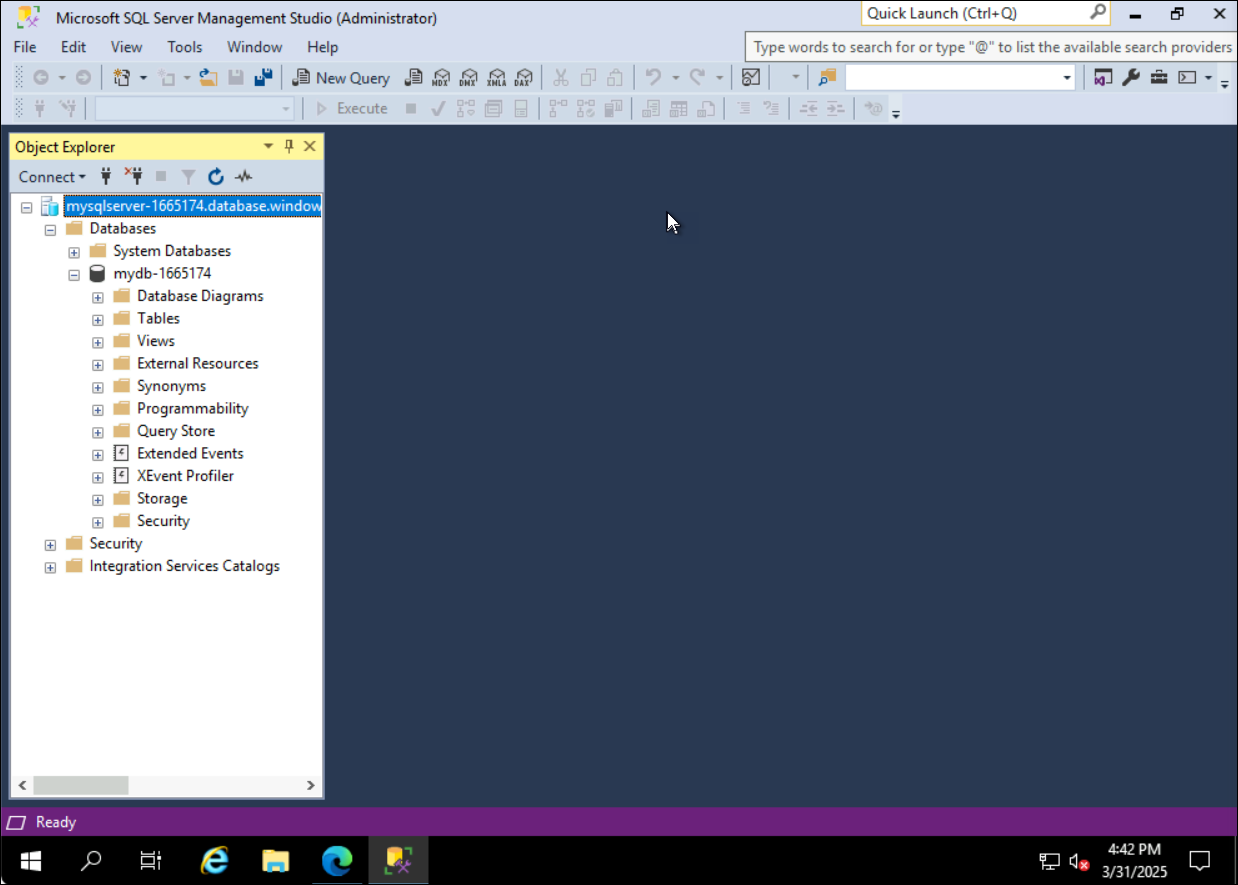 Microsoft SQL Server Management Studio (Administrator)
Quick Launch (Ctrl+Q)
File Edit View Tools Window Help
Type words to search for or type "@" to list the available search providers
New Query MDX DMX XMLA DAX
Execute
Object Explorer
Connect
mysqlserver-1665174.database.window
Databases
System Databases
mydb-1665174
Database Diagrams
Tables
Views
External Resources
Synonyms
Programmability
Query Store
Extended Events
XEvent Profiler
Storage
Security
Security
Integration Services Catalogs
Ready
4:42 PM
3/31/2025